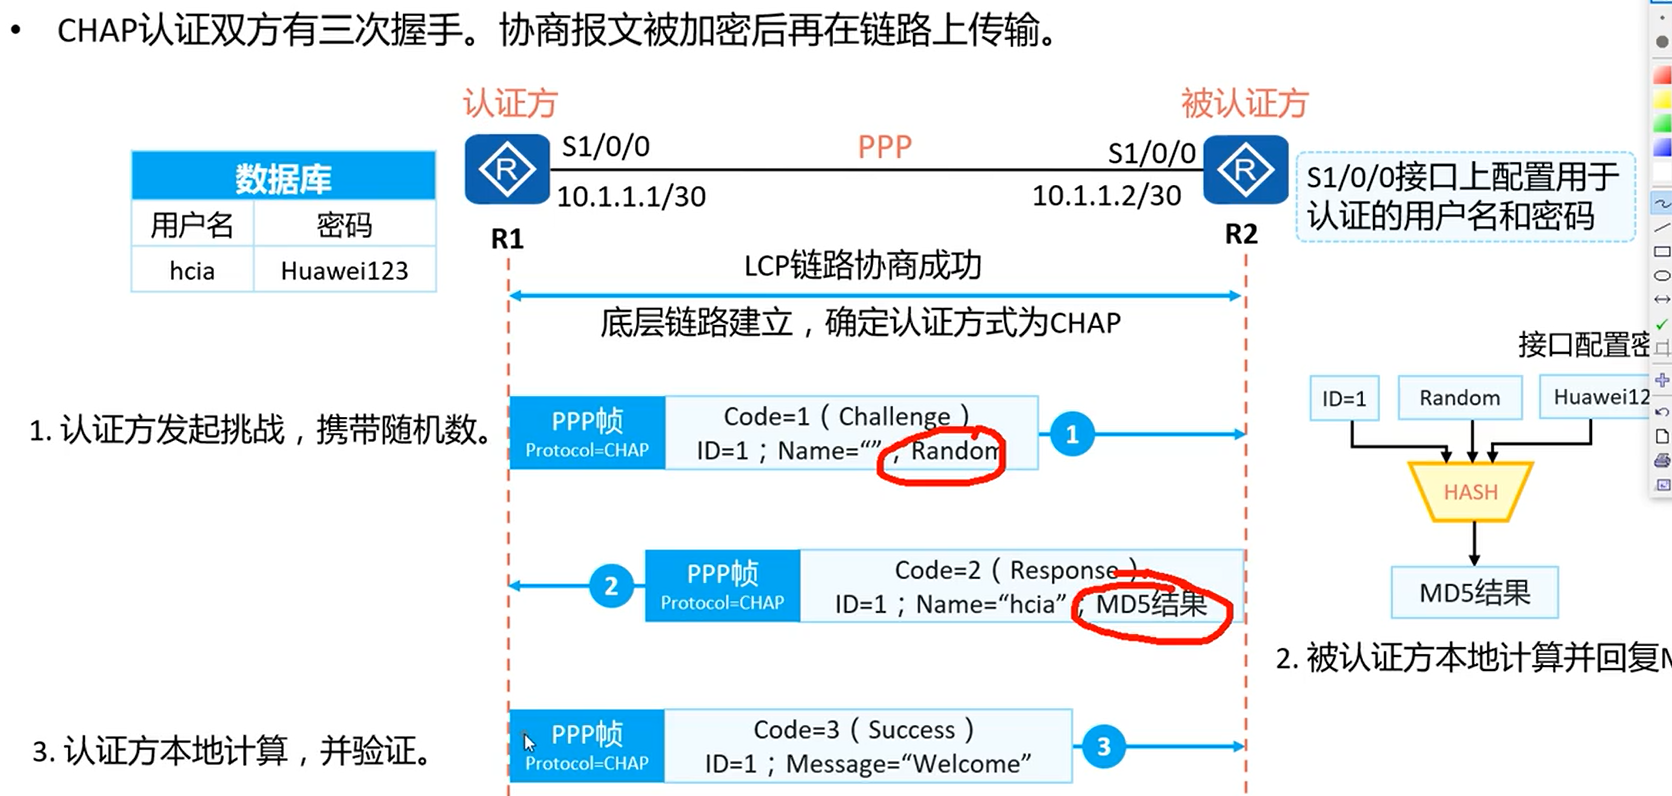 • CHAP认证双方有三次握手。协商报文被加密后再在链路上传输。
认证方
被认证方
S1/0/0
PPP
S1/0/0
10.1.1.1/30
10.1.1.2/30
R
R
R1
R2
数据库
用户名 密码
hcia Huawei123
S1/0/0接口上配置用于
认证的用户名和密码
LCP链路协商成功
底层链路建立，确定认证方式为CHAP
1. 认证方发起挑战，携带随机数。
PPP帧
Protocol=CHAP
Code=1（Challenge）
ID=1；Name=“”；Random
1
接口配置密
ID=1
Random
Huawei12
HASH
MD5结果
2
PPP帧
Protocol=CHAP
Code=2（Response）
ID=1；Name=“hcia”；MD5结果
2. 被认证方本地计算并回复M
3. 认证方本地计算，并验证。
PPP帧
Protocol=CHAP
Code=3（Success）
ID=1；Message=“Welcome”
3